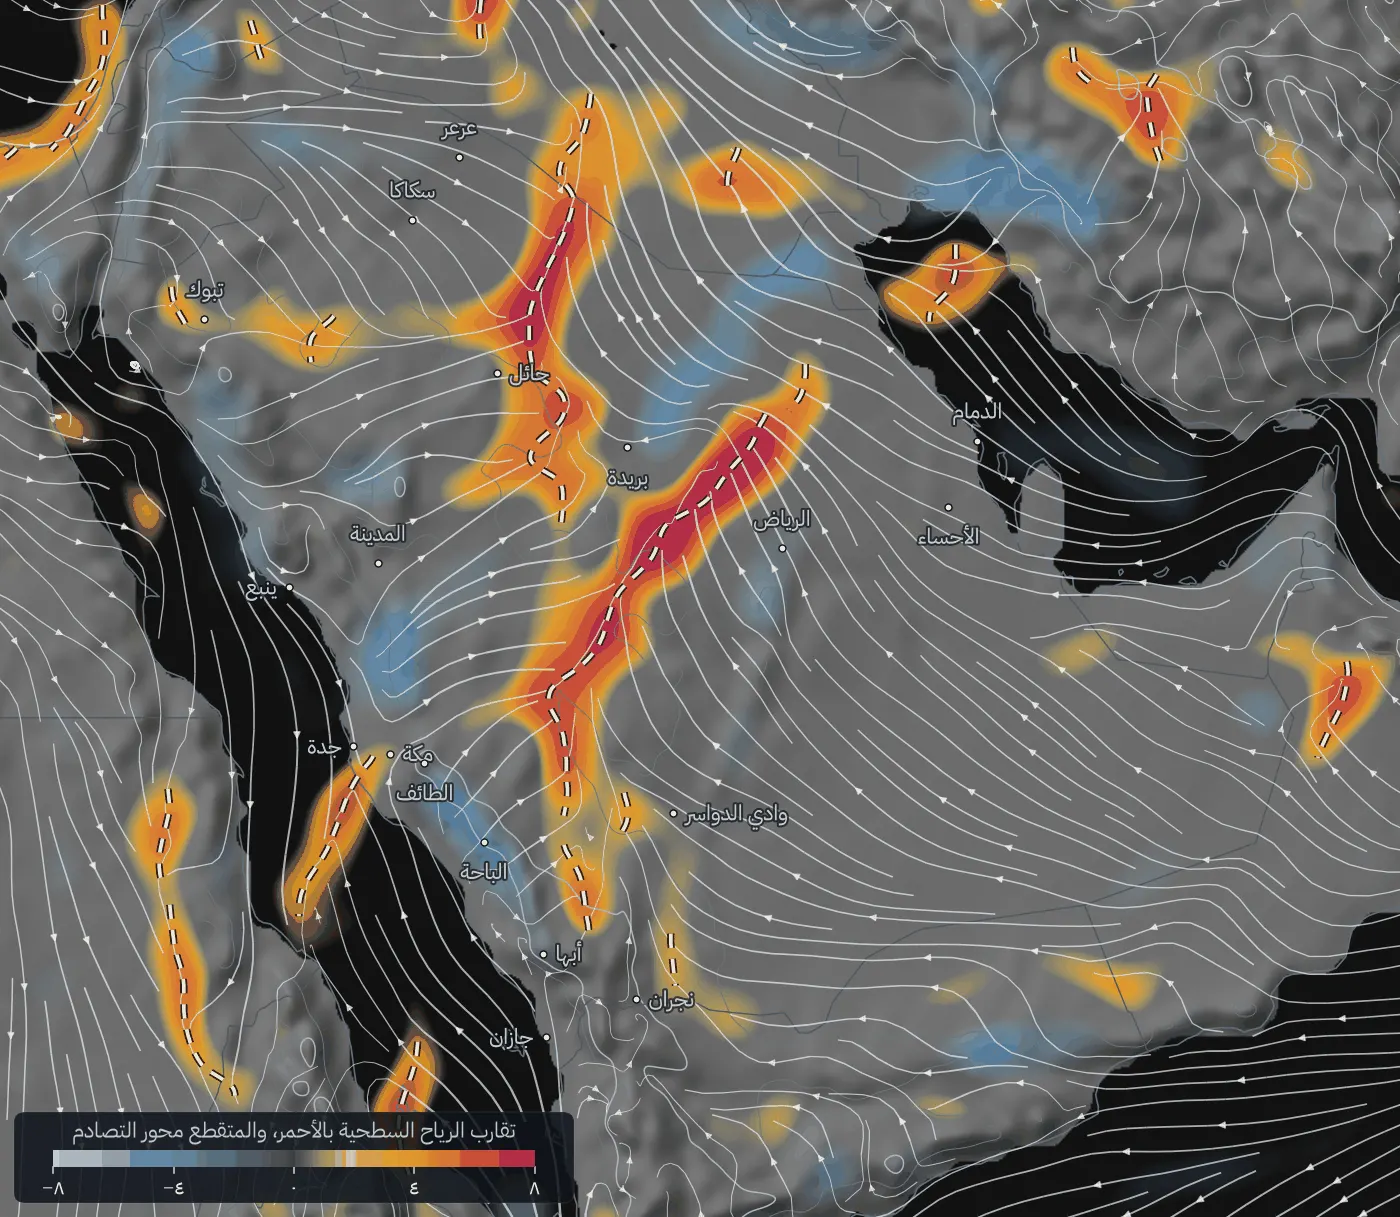 عرعر
سكاكا
تبوك
حائل
الدمام
بريدة
الرياض
المدينة
الأحساء
ينبع
جدة
مكة
الطائف
وادي الدواسر
الباحة
أبها
نجران
جازان
تقارب الرياح السطحية بالأحمر، والمتقطع محور التصادم
−٨ −٤ ٠ ٤ ٨